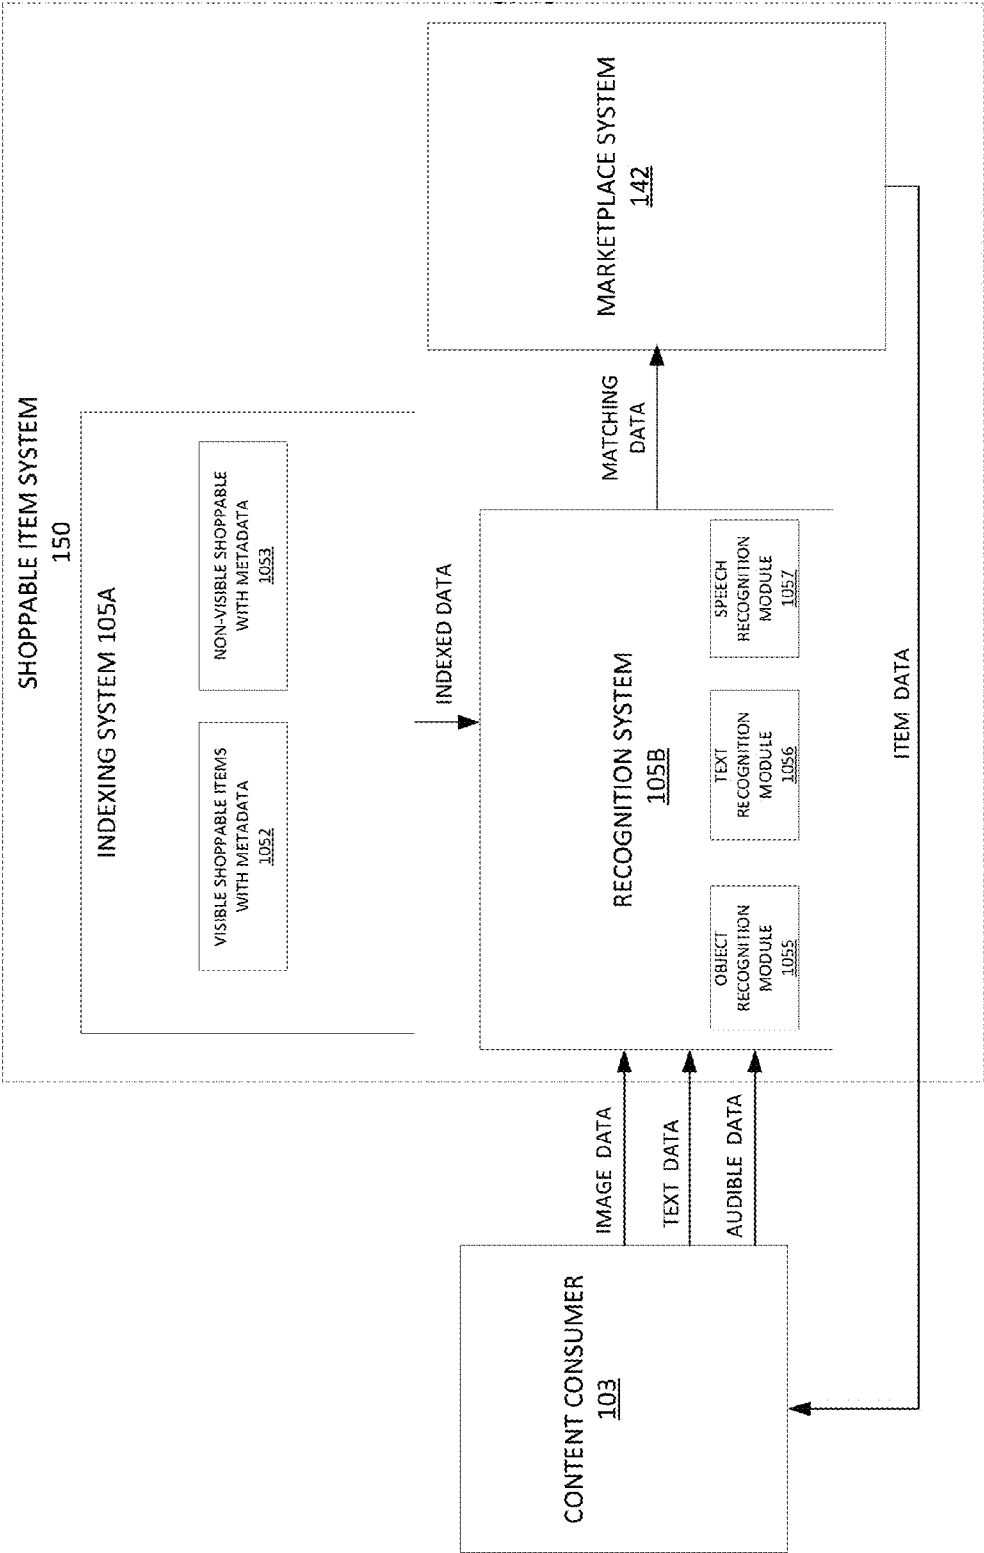 SHOPPABLE ITEM SYSTEM
150
INDEXING SYSTEM 105A
VISIBLE SHOPPABLE ITEMS
WITH METADATA
1052
NON-VISIBLE SHOPPABLE
WITH METADATA
1053
INDEXED DATA
CONTENT CONSUMER
103
IMAGE DATA
TEXT DATA
AUDIBLE DATA
RECOGNITION SYSTEM
105B
OBJECT
RECOGNITION
MODULE
1055
TEXT
RECOGNITION
MODULE
1056
SPEECH
RECOGNITION
MODULE
1057
MATCHING
DATA
MARKETPLACE SYSTEM
142
ITEM DATA